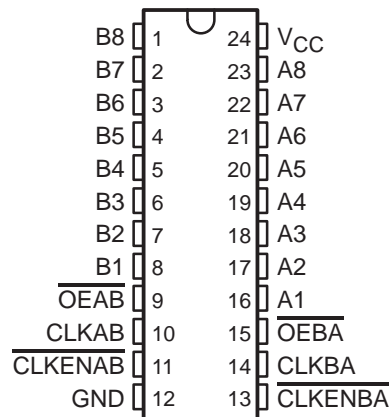 B8 1 24 VCC
B7 2 23 A8
B6 3 22 A7
B5 4 21 A6
B4 5 20 A5
B3 6 19 A4
B2 7 18 A3
B1 8 17 A2
OEAB 9 16 A1
CLKAB 10 15 OEBA
CLKENAB 11 14 CLKBA
GND 12 13 CLKENBA